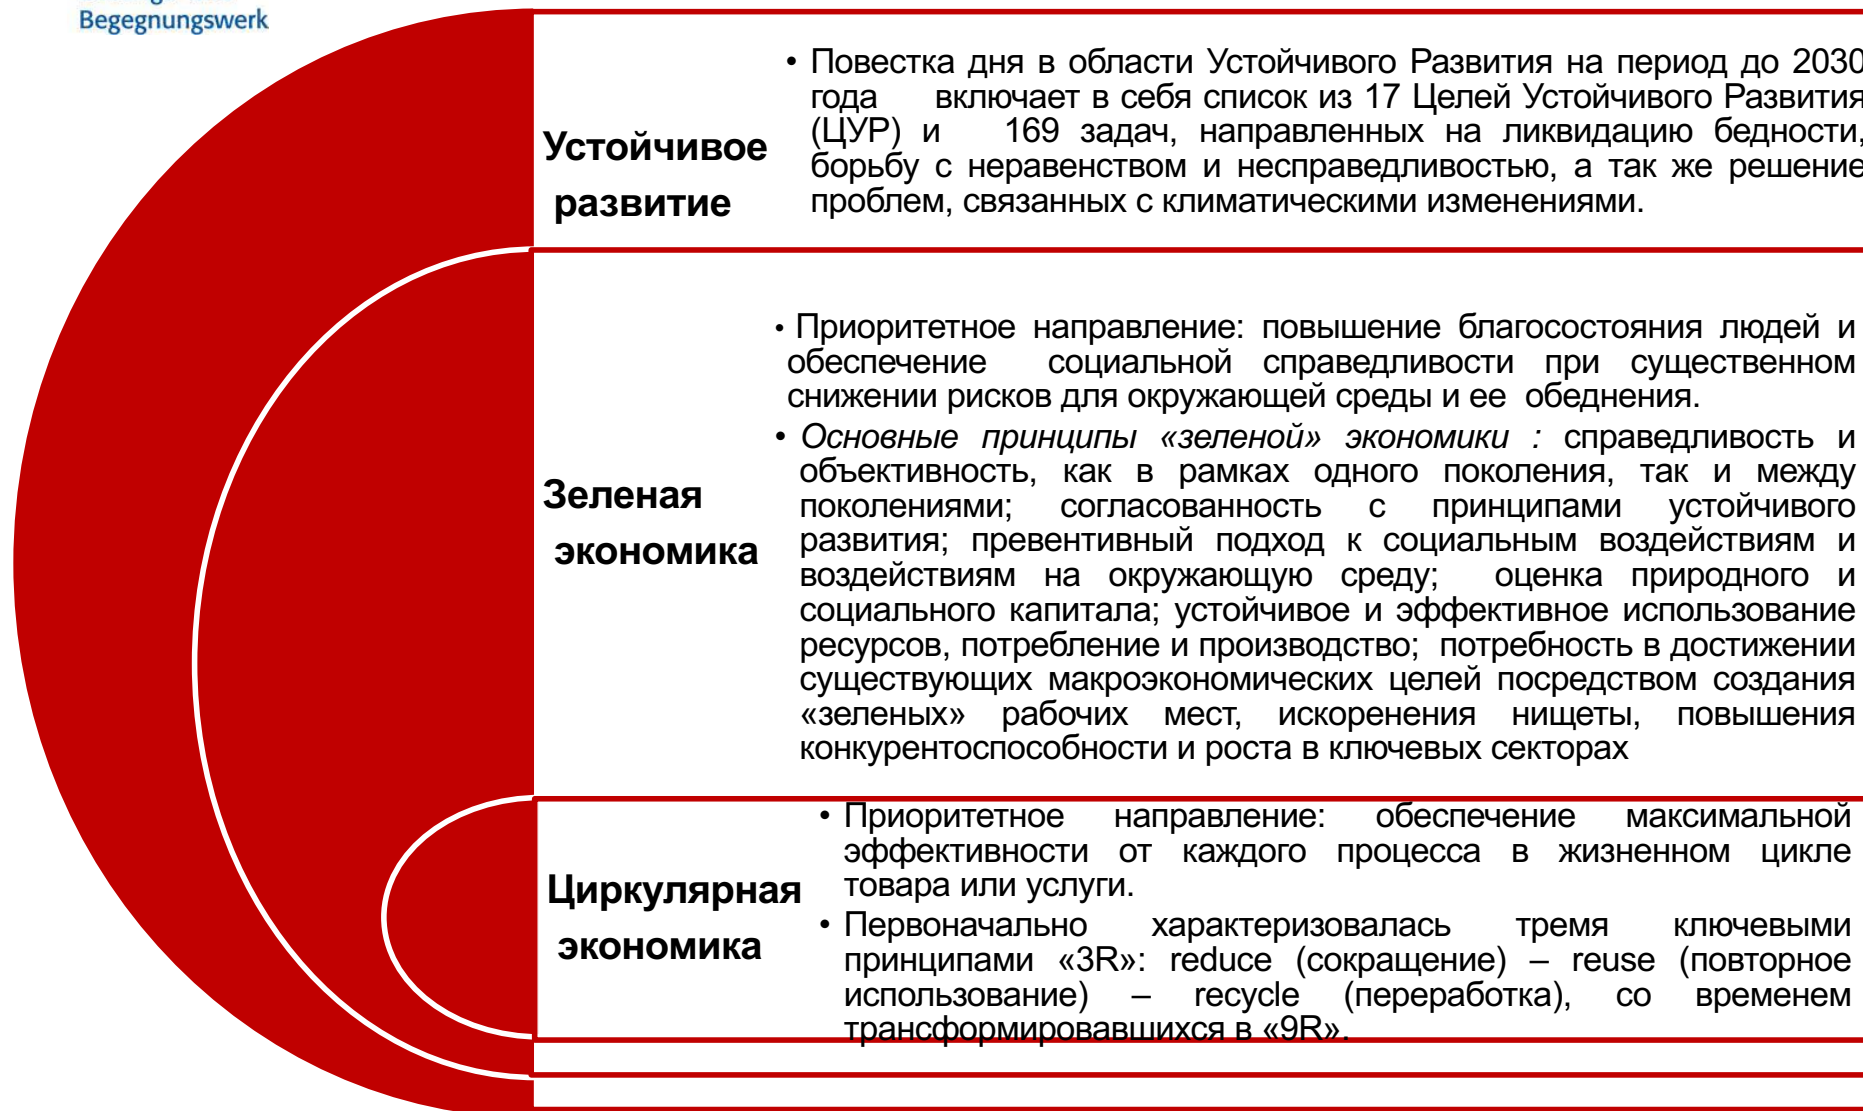 Begegnungswerk
• Повестка дня в области Устойчивого Развития на период до 2030
года включает в себя список из 17 Целей Устойчивого Развития
(ЦУР) и 169 задач, направленных на ликвидацию бедности,
борьбу с неравенством и несправедливостью, а так же решение
проблем, связанных с климатическими изменениями.
Устойчивое
развитие
• Приоритетное направление: повышение благосостояния людей и
обеспечение социальной справедливости при существенном
снижении рисков для окружающей среды и ее обеднения.
• Основные принципы «зеленой» экономики : справедливость и
объективность, как в рамках одного поколения, так и между
поколениями; согласованность с принципами устойчивого
развития; превентивный подход к социальным воздействиям и
воздействиям на окружающую среду; оценка природного и
социального капитала; устойчивое и эффективное использование
ресурсов, потребление и производство; потребность в достижении
существующих макроэкономических целей посредством создания
«зеленых» рабочих мест, искоренения нищеты, повышения
конкурентоспособности и роста в ключевых секторах
Зеленая
экономика
• Приоритетное направление: обеспечение максимальной
эффективности от каждого процесса в жизненном цикле
товара или услуги.
• Первоначально характеризовалась тремя ключевыми
принципами «3R»: reduce (сокращение) – reuse (повторное
использование) – recycle (переработка), со временем
трансформировавшихся в «9R».
Циркулярная
экономика